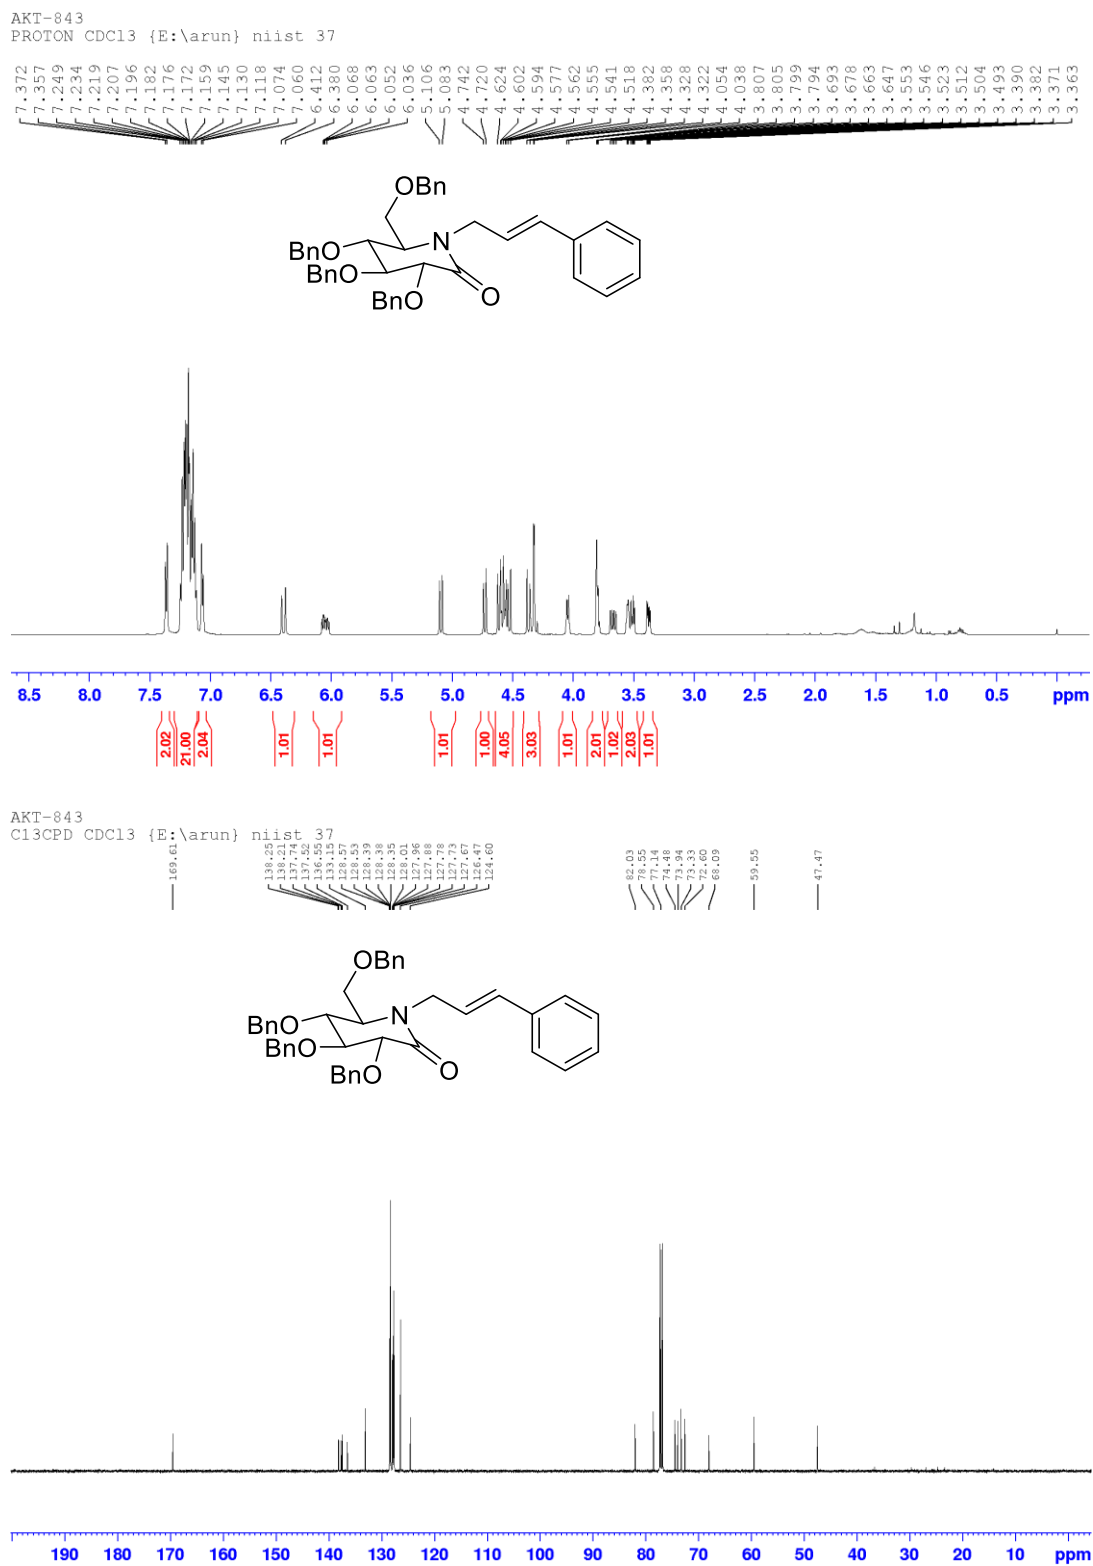 AKT-843
PROTON CDCl3 {E:\arun} niist 37
7.372 7.357 7.249 7.234 7.219 7.207 7.196 7.182 7.176 7.172 7.159 7.145 7.130 7.118 7.074 7.060 6.412 6.380 6.068 6.063 6.052 6.036 5.106 5.083 4.742 4.720 4.624 4.602 4.594 4.577 4.562 4.555 4.541 4.518 4.382 4.358 4.328 4.322 4.054 4.038 3.807 3.805 3.799 3.794 3.693 3.678 3.663 3.647 3.553 3.546 3.523 3.512 3.504 3.493 3.390 3.382 3.371 3.363
OBn
N
BnO
BnO
BnO
O
8.5 8.0 7.5 7.0 6.5 6.0 5.5 5.0 4.5 4.0 3.5 3.0 2.5 2.0 1.5 1.0 0.5 ppm
2.02 21.00 2.04 1.01 1.01 1.01 1.00 4.05 3.03 1.01 2.01 1.02 2.03 1.01
AKT-843
C13CPD CDCl3 {E:\arun} niist 37
169.61 138.25 138.21 137.74 137.52 136.55 133.15 128.57 128.53 128.39 128.38 128.35 128.01 127.96 127.88 127.78 127.73 127.67 126.47 124.60 82.03 78.55 77.14 74.48 73.94 73.33 72.60 68.09 59.55 47.47
OBn
N
BnO
BnO
BnO
O
190 180 170 160 150 140 130 120 110 100 90 80 70 60 50 40 30 20 10 ppm